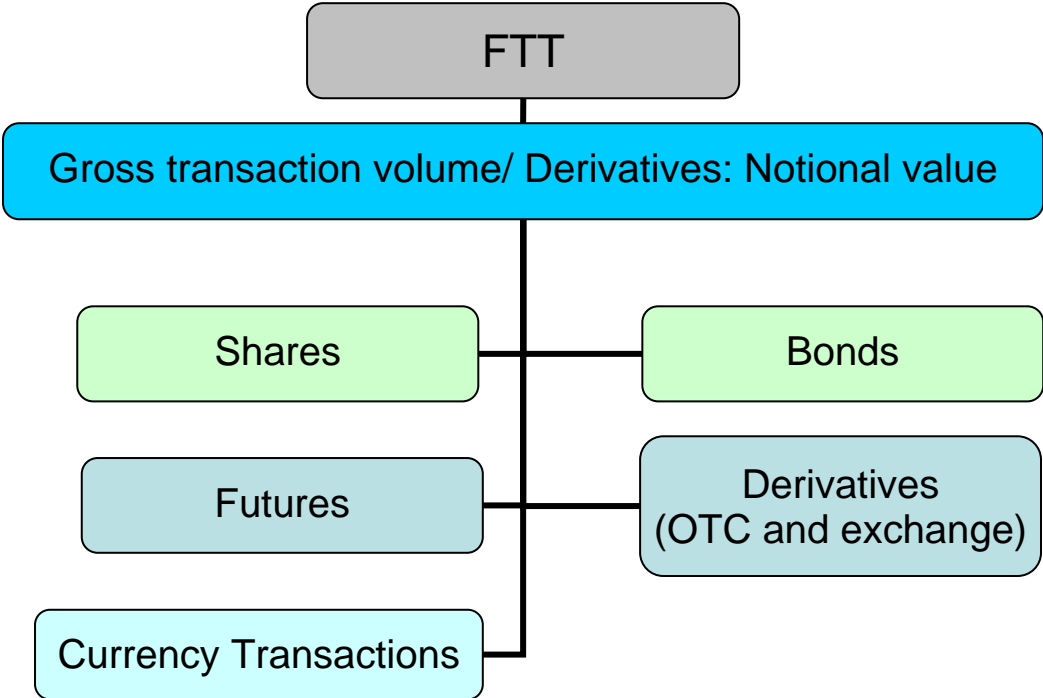 FTT
Gross transaction volume/ Derivatives: Notional value
Shares
Bonds
Futures
Derivatives
(OTC and exchange)
Currency Transactions